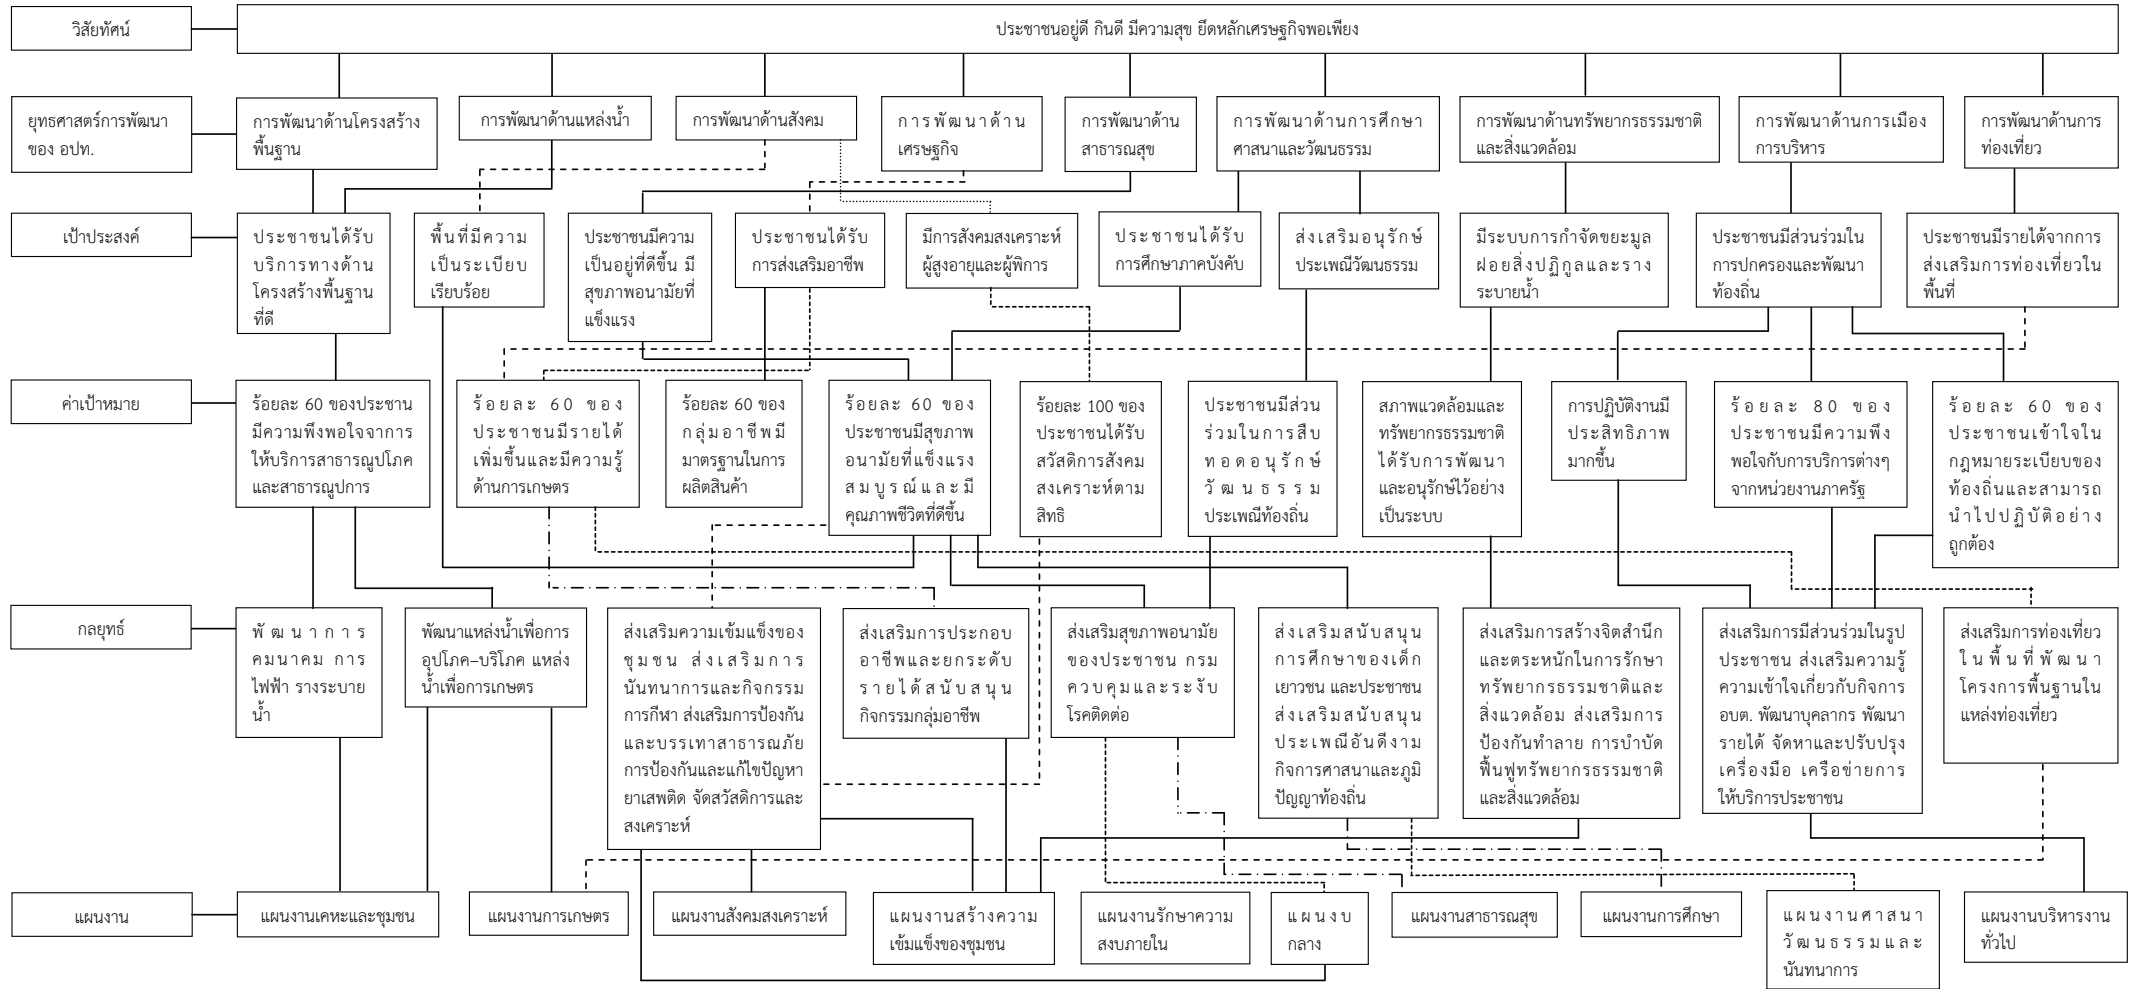 วิสัยทัศน์
ประชาชนอยู่ดี กินดี มีความสุข ยึดหลักเศรษฐกิจพอเพียง
ยุทธศาสตร์การพัฒนา
ของ อปท.
การพัฒนาด้านโครงสร้าง
พื้นฐาน
การพัฒนาด้านแหล่งน้ำ
การพัฒนาด้านสังคม
การพัฒนาด้าน
เศรษฐกิจ
การพัฒนาด้าน
สาธารณสุข
การพัฒนาด้านการศึกษา
ศาสนาและวัฒนธรรม
การพัฒนาด้านทรัพยากรธรรมชาติ
และสิ่งแวดล้อม
การพัฒนาด้านการเมือง
การบริหาร
การพัฒนาด้านการ
ท่องเที่ยว
เป้าประสงค์
ประชาชนได้รับ
บริการทางด้าน
โครงสร้างพื้นฐาน
ที่ดี
พื้นที่มีความ
เป็นระเบียบ
เรียบร้อย
ประชาชนมีความ
เป็นอยู่ที่ดีขึ้น มี
สุขภาพอนามัยที่
แข็งแรง
ประชาชนได้รับ
การส่งเสริมอาชีพ
มีการสังคมสงเคราะห์
ผู้สูงอายุและผู้พิการ
ประชาชนได้รับ
การศึกษาภาคบังคับ
ส่งเสริมอนุรักษ์
ประเพณีวัฒนธรรม
มีระบบการกำจัดขยะมูล
ฝอยสิ่งปฏิกูลและราง
ระบายน้ำ
ประชาชนมีส่วนร่วมใน
การปกครองและพัฒนา
ท้องถิ่น
ประชาชนมีรายได้จากการ
ส่งเสริมการท่องเที่ยวใน
พื้นที่
ค่าเป้าหมาย
ร้อยละ 60 ของประชาน
มีความพึงพอใจจาการ
ให้บริการสาธารณูปโภค
และสาธารณูปการ
ร้อยละ 60 ของ
ประชาชนมีรายได้
เพิ่มขึ้นและมีความรู้
ด้านการเกษตร
ร้อยละ 60 ของ
กลุ่มอาชีพมี
มาตรฐานในการ
ผลิตสินค้า
ร้อยละ 60 ของ
ประชาชนมีสุขภาพ
อนามัยที่แข็งแรง
สมบูรณ์และมี
คุณภาพชีวิตที่ดีขึ้น
ร้อยละ 100 ของ
ประชาชนได้รับ
สวัสดิการสังคม
สงเคราะห์ตาม
สิทธิ
ประชาชนมีส่วน
ร่วมในการสืบ
ทอดอนุรักษ์
วัฒนธรรม
ประเพณีท้องถิ่น
สภาพแวดล้อมและ
ทรัพยากรธรรมชาติ
ได้รับการพัฒนา
และอนุรักษ์ไว้อย่าง
เป็นระบบ
การปฏิบัติงานมี
ประสิทธิภาพ
มากขึ้น
ร้อยละ 80 ของ
ประชาชนมีความพึง
พอใจกับการบริการต่างๆ
จากหน่วยงานภาครัฐ
ร้อยละ 60 ของ
ประชาชนเข้าใจใน
กฎหมายระเบียบของ
ท้องถิ่นและสามารถ
นำไปปฏิบัติอย่าง
ถูกต้อง
กลยุทธ์
พัฒนาการ
คมนาคม การ
ไฟฟ้า รางระบาย
น้ำ
พัฒนาแหล่งน้ำเพื่อการ
อุปโภค-บริโภค แหล่ง
น้ำเพื่อการเกษตร
ส่งเสริมความเข้มแข็งของ
ชุมชน ส่งเสริมการ
นันทนาการและกิจกรรม
การกีฬา ส่งเสริมการป้องกัน
และบรรเทาสาธารณภัย
การป้องกันและแก้ไขปัญหา
ยาเสพติด จัดสวัสดิการและ
สงเคราะห์
ส่งเสริมการประกอบ
อาชีพและยกระดับ
รายได้สนับสนุน
กิจกรรมกลุ่มอาชีพ
ส่งเสริมสุขภาพอนามัย
ของประชาชน กรม
ควบคุมและระงับ
โรคติดต่อ
ส่งเสริมสนับสนุน
การศึกษาของเด็ก
เยาวชน และประชาชน
ส่งเสริมสนับสนุน
ประเพณีอันดีงาม
กิจการศาสนาและภูมิ
ปัญญาท้องถิ่น
ส่งเสริมการสร้างจิตสำนึก
และตระหนักในการรักษา
ทรัพยากรธรรมชาติและ
สิ่งแวดล้อม ส่งเสริมการ
ป้องกันทำลาย การบำบัด
ฟื้นฟูทรัพยากรธรรมชาติ
และสิ่งแวดล้อม
ส่งเสริมการมีส่วนร่วมในรูป
ประชาชน ส่งเสริมความรู้
ความเข้าใจเกี่ยวกับกิจการ
อบต. พัฒนาบุคลากร พัฒนา
รายได้ จัดหาและปรับปรุง
เครื่องมือ เครือข่ายการ
ให้บริการประชาชน
ส่งเสริมการท่องเที่ยว
ในพื้นที่พัฒนา
โครงการพื้นฐานใน
แหล่งท่องเที่ยว
แผนงาน
แผนงานเคหะและชุมชน
แผนงานการเกษตร
แผนงานสังคมสงเคราะห์
แผนงานสร้างความ
เข้มแข็งของชุมชน
แผนงานรักษาความ
สงบภายใน
แผนงบ
กลาง
แผนงานสาธารณสุข
แผนงานการศึกษา
แผนงานศาสนา
วัฒนธรรมและ
นันทนาการ
แผนงานบริหารงาน
ทั่วไป